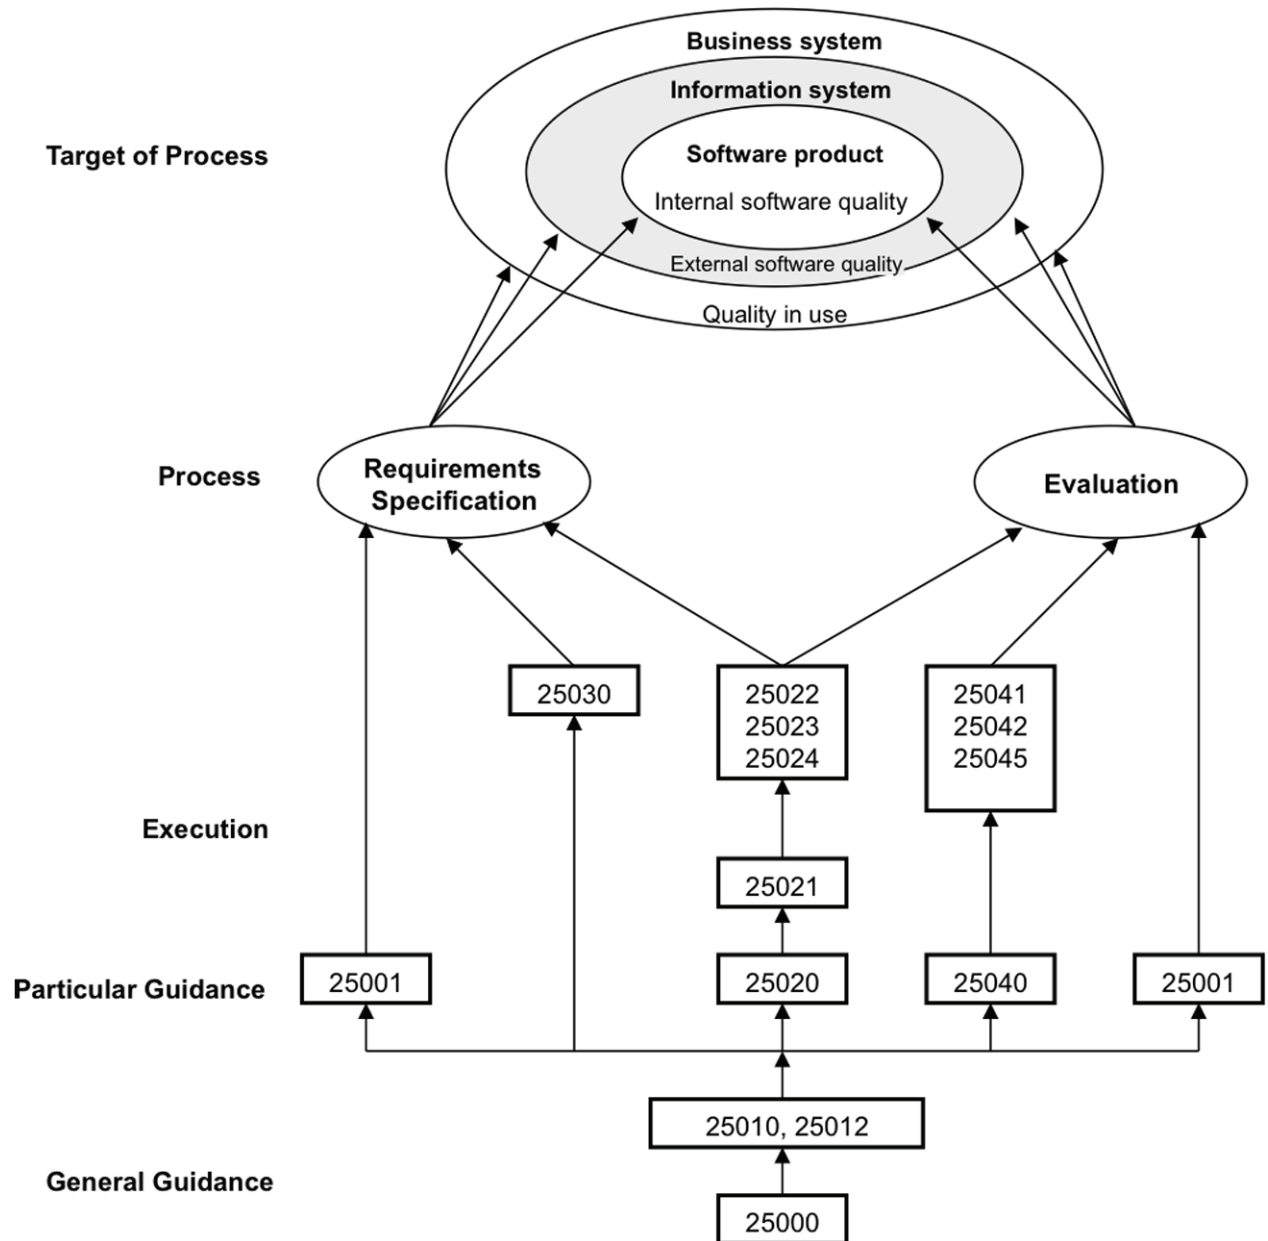 Business system
Information system
Target of Process
Software product
Internal software quality
External software quality
Quality in use
Process
Requirements
Specification
Evaluation
25030
25022
25023
25024
25041
25042
25045
Execution
25021
Particular Guidance
25001
25020
25040
25001
25010, 25012
General Guidance
25000